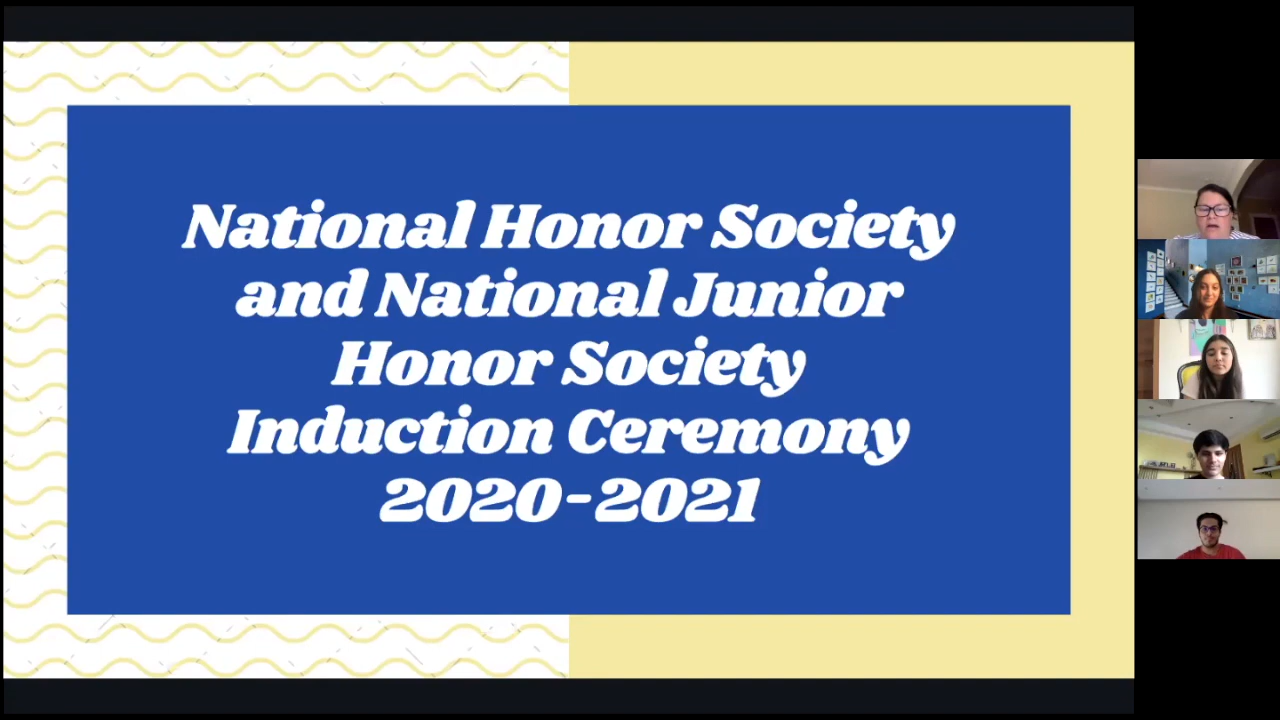 National Honor Society
and National Junior
Honor Society
Induction Ceremony
2020-2021